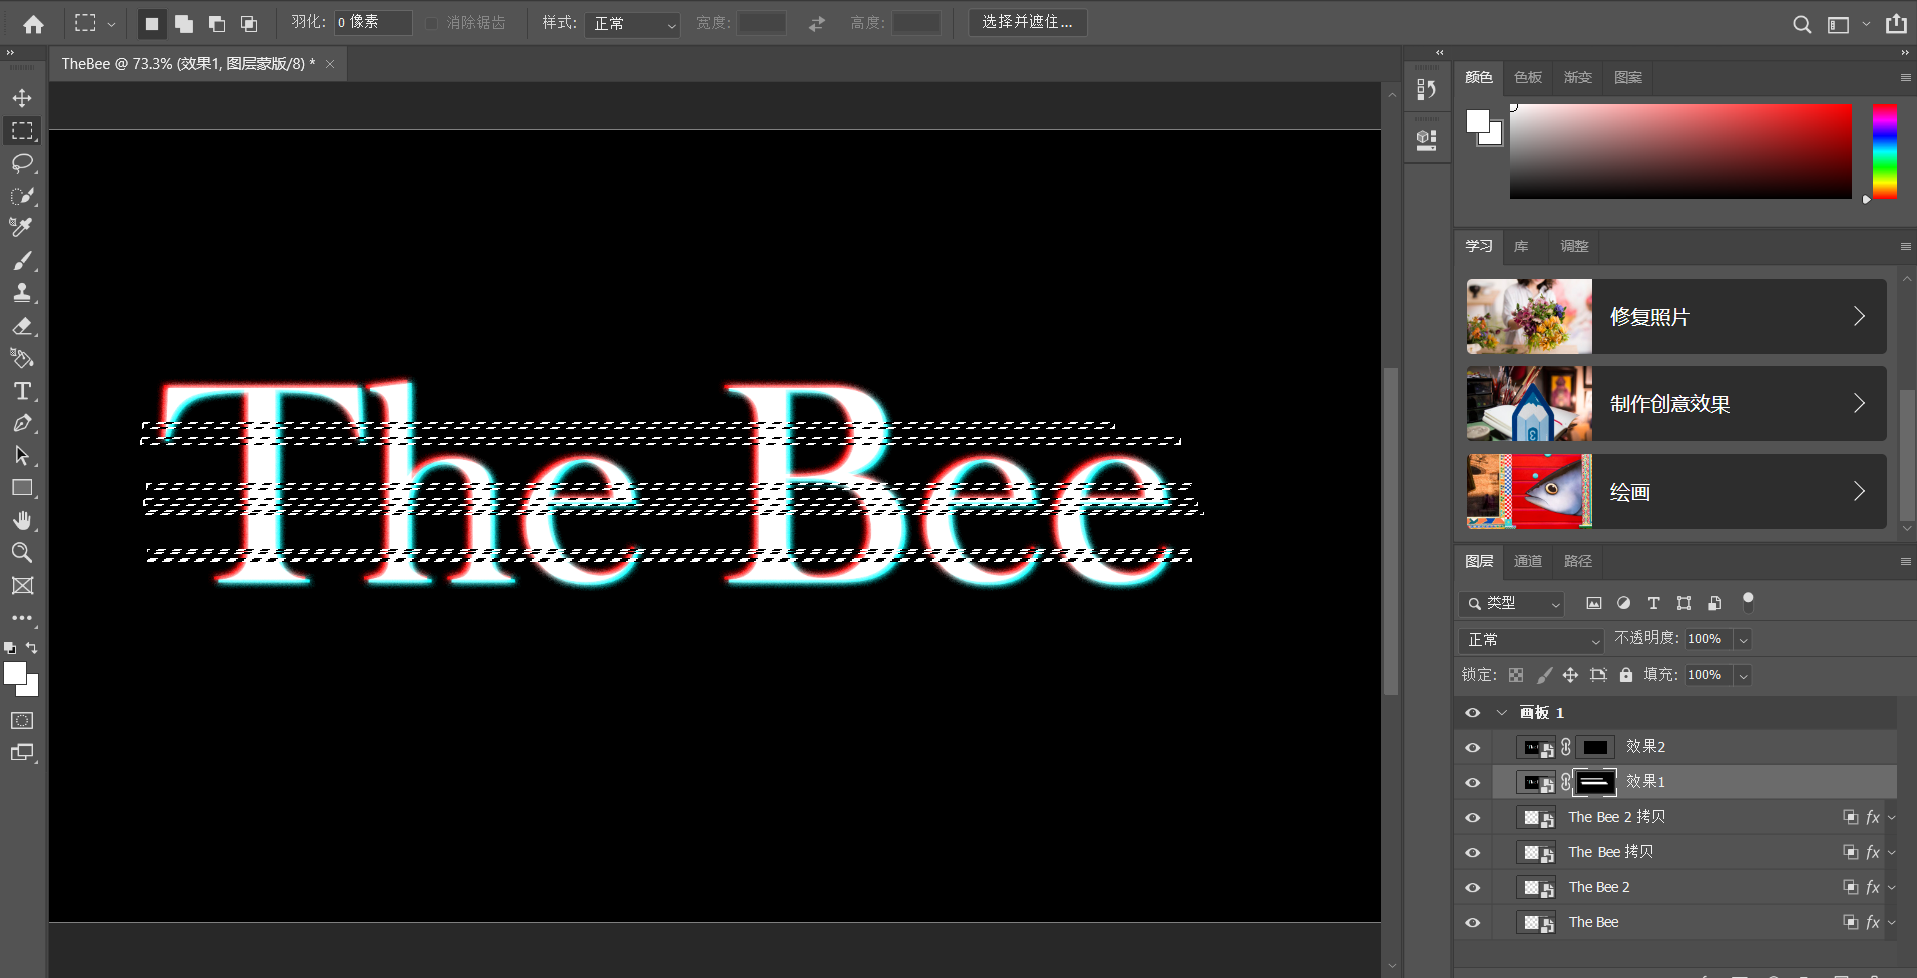 羽化: 0 像素 消除锯齿 样式: 正常 宽度: 高度: 选择并遮住...
TheBee @ 73.3% (效果1, 图层蒙版/8) * ×
颜色 色板 渐变 图案
学习 库 调整
修复照片
制作创意效果
绘画
The Bee
图层 通道 路径
类型
正常 不透明度: 100%
锁定: 填充: 100%
画板 1
效果2
效果1
The Bee 2 拷贝 fx
The Bee 拷贝 fx
The Bee 2 fx
The Bee fx